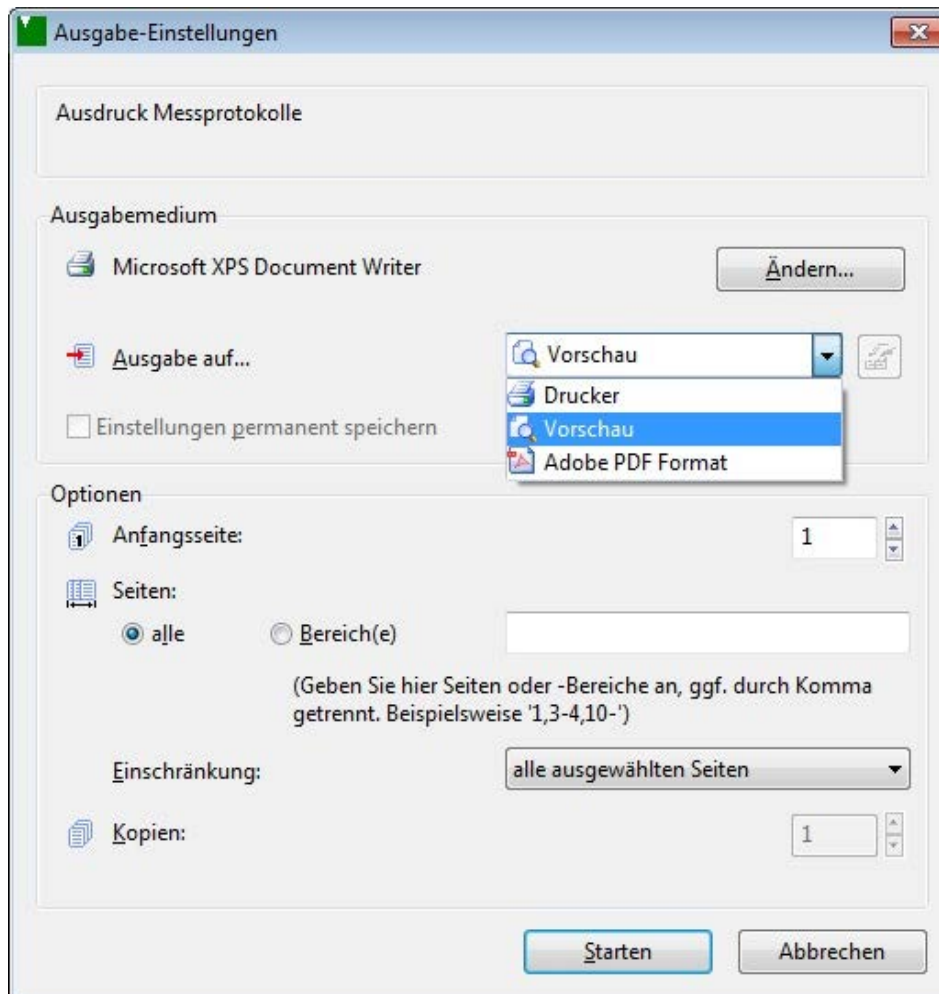 Ausgabe-Einstellungen
Ausdruck Messprotokolle
Ausgabemedium
Microsoft XPS Document Writer
Ändern...
Ausgabe auf...
Vorschau
Drucker
Vorschau
Adobe PDF Format
Einstellungen permanent speichern
Optionen
Anfangsseite:
1
Seiten:
alle
Bereich(e)
(Geben Sie hier Seiten oder -Bereiche an, ggf. durch Komma
getrennt. Beispielsweise '1,3-4,10-')
Einschränkung:
alle ausgewählten Seiten
Kopien:
1
Starten
Abbrechen